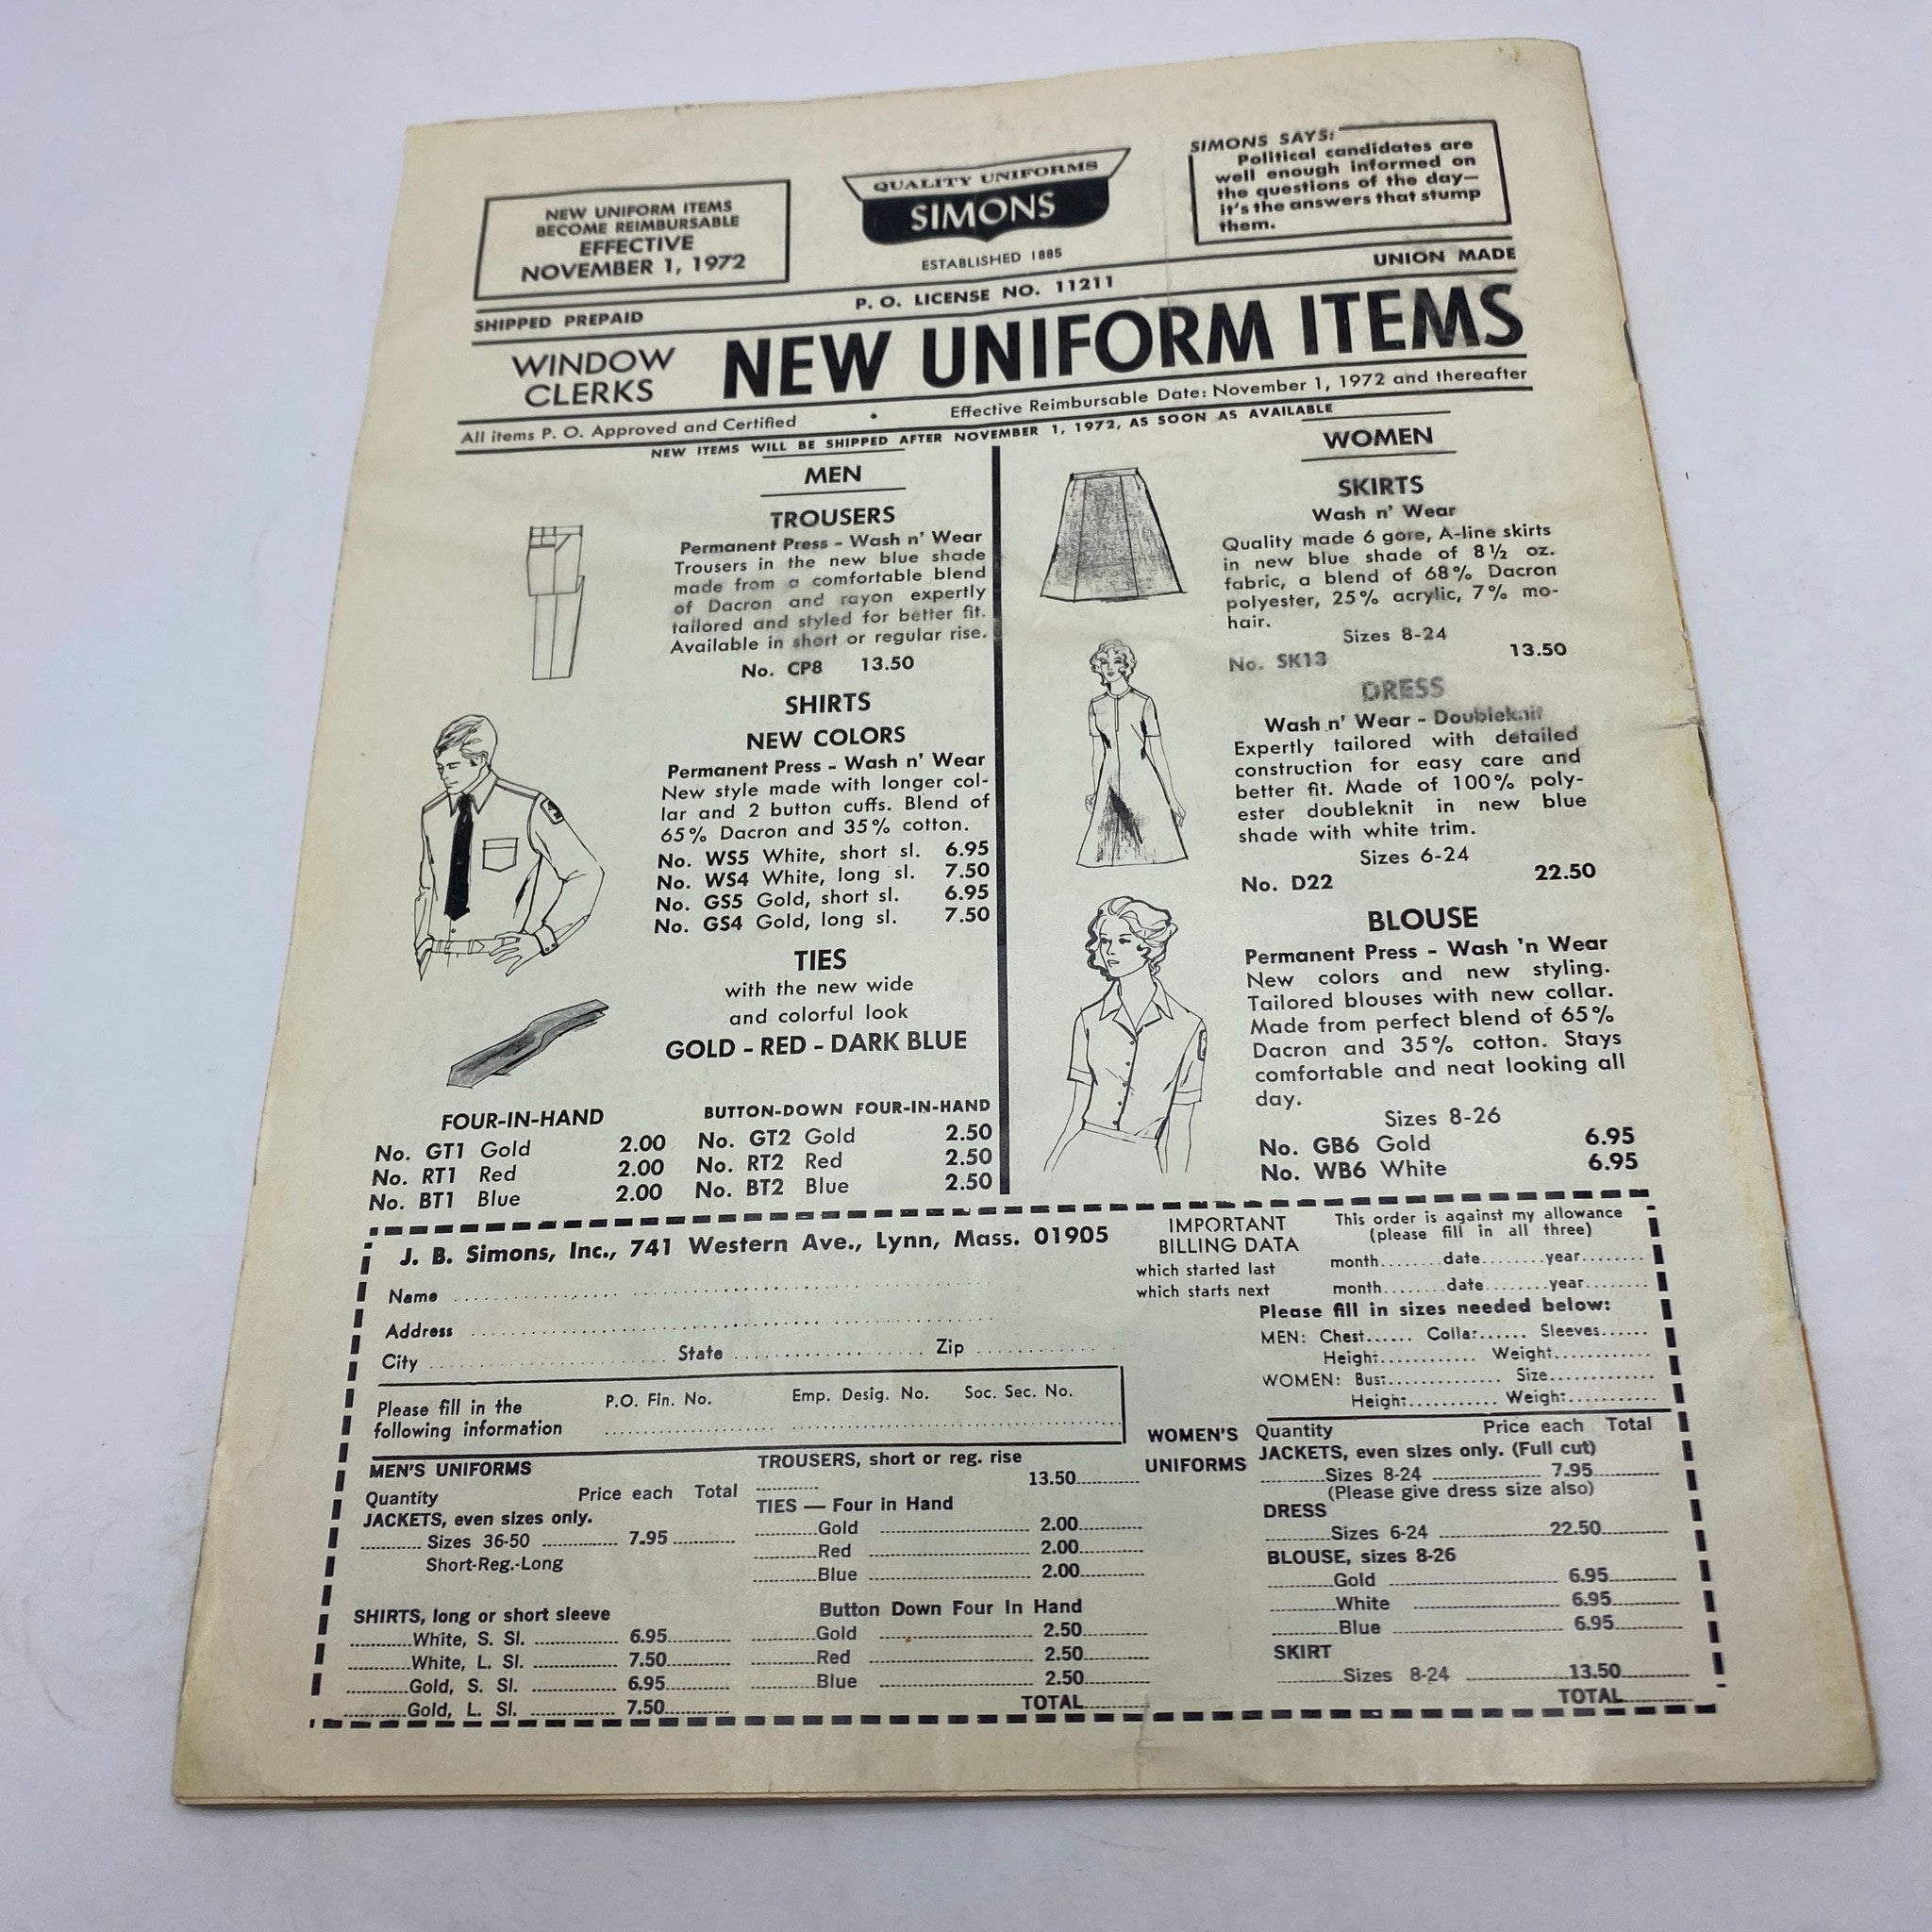 NEW UNIFORM ITEMS
BECOME REIMBURSABLE
EFFECTIVE
NOVEMBER 1, 1972
QUALITY UNIFORMS
SIMONS
ESTABLISHED 1885
SIMONS SAYS:
Political candidates are
well enough informed on
the questions of the day—
it's the answers that stump
them.
SHIPPED PREPAID
P. O. LICENSE NO. 11211
UNION MADE
WINDOW
CLERKS
NEW UNIFORM ITEMS
All items P. O. Approved and Certified • Effective Reimbursable Date: November 1, 1972 and thereafter
NEW ITEMS WILL BE SHIPPED AFTER NOVEMBER 1, 1972, AS SOON AS AVAILABLE
MEN
TROUSERS
Permanent Press - Wash n' Wear
Trousers in the new blue shade
made from a comfortable blend
of Dacron and rayon expertly
tailored and styled for better fit.
Available in short or regular rise.
No. CP8 13.50
SHIRTS
NEW COLORS
Permanent Press - Wash n' Wear
New style made with longer col-
lar and 2 button cuffs. Blend of
65% Dacron and 35% cotton.
No. WS5 White, short sl. 6.95
No. WS4 White, long sl. 7.50
No. GS5 Gold, short sl. 6.95
No. GS4 Gold, long sl. 7.50
TIES
with the new wide
and colorful look
GOLD - RED - DARK BLUE
FOUR-IN-HAND
No. GT1 Gold 2.00
No. RT1 Red 2.00
No. BT1 Blue 2.00
BUTTON-DOWN FOUR-IN-HAND
No. GT2 Gold 2.50
No. RT2 Red 2.50
No. BT2 Blue 2.50
WOMEN
SKIRTS
Wash n' Wear
Quality made 6 gore, A-line skirts
in new blue shade of 8½ oz.
fabric, a blend of 68% Dacron
polyester, 25% acrylic, 7% mo-
hair.
Sizes 8-24
No. SK13 13.50
DRESS
Wash n' Wear - Doubleknit
Expertly tailored with detailed
construction for easy care and
better fit. Made of 100% poly-
ester doubleknit in new blue
shade with white trim.
Sizes 6-24
No. D22 22.50
BLOUSE
Permanent Press - Wash 'n Wear
New colors and new styling.
Tailored blouses with new collar.
Made from perfect blend of 65%
Dacron and 35% cotton. Stays
comfortable and neat looking all
day.
Sizes 8-26
No. GB6 Gold 6.95
No. WB6 White 6.95
J. B. Simons, Inc., 741 Western Ave., Lynn, Mass. 01905
Name
Address
City State Zip
Please fill in the
following information
P.O. Fin. No. Emp. Desig. No. Soc. Sec. No.
IMPORTANT
BILLING DATA
This order is against my allowance
(please fill in all three)
which started last month........date........year........
which starts next month........date........year........
Please fill in sizes needed below:
MEN: Chest...... Collar...... Sleeves......
Height............ Weight............
WOMEN: Bust.............. Size..............
Height........... Weight...........
MEN'S UNIFORMS
Quantity Price each Total
JACKETS, even sizes only.
Sizes 36-50 7.95
Short-Reg.-Long
SHIRTS, long or short sleeve
White, S. Sl. 6.95
White, L. Sl. 7.50
Gold, S. Sl. 6.95
Gold, L. Sl. 7.50
TROUSERS, short or reg. rise
13.50
TIES — Four in Hand
Gold 2.00
Red 2.00
Blue 2.00
Button Down Four In Hand
Gold 2.50
Red 2.50
Blue 2.50
TOTAL
WOMEN'S
UNIFORMS
Quantity Price each Total
JACKETS, even sizes only. (Full cut)
Sizes 8-24 7.95
(Please give dress size also)
DRESS
Sizes 6-24 22.50
BLOUSE, sizes 8-26
Gold 6.95
White 6.95
Blue 6.95
SKIRT
Sizes 8-24 13.50
TOTAL